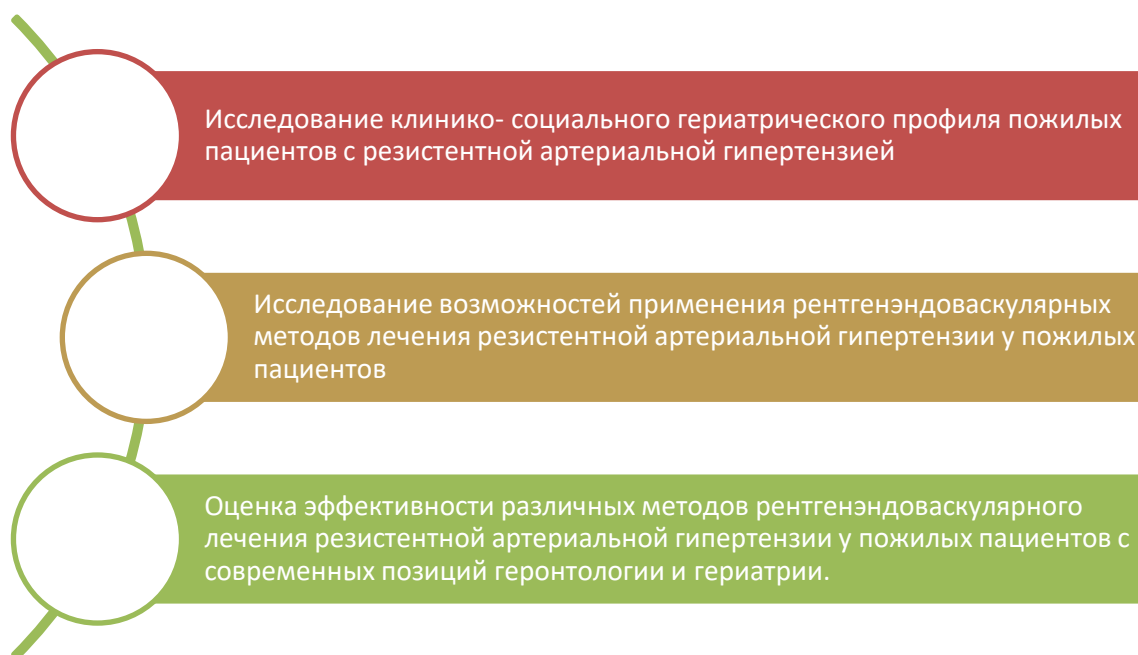 Исследование клинико- социального гериатрического профиля пожилых
пациентов с резистентной артериальной гипертензией
Исследование возможностей применения рентгенэндоваскулярных
методов лечения резистентной артериальной гипертензии у пожилых
пациентов
Оценка эффективности различных методов рентгенэндоваскулярного
лечения резистентной артериальной гипертензии у пожилых пациентов с
современных позиций геронтологии и гериатрии.